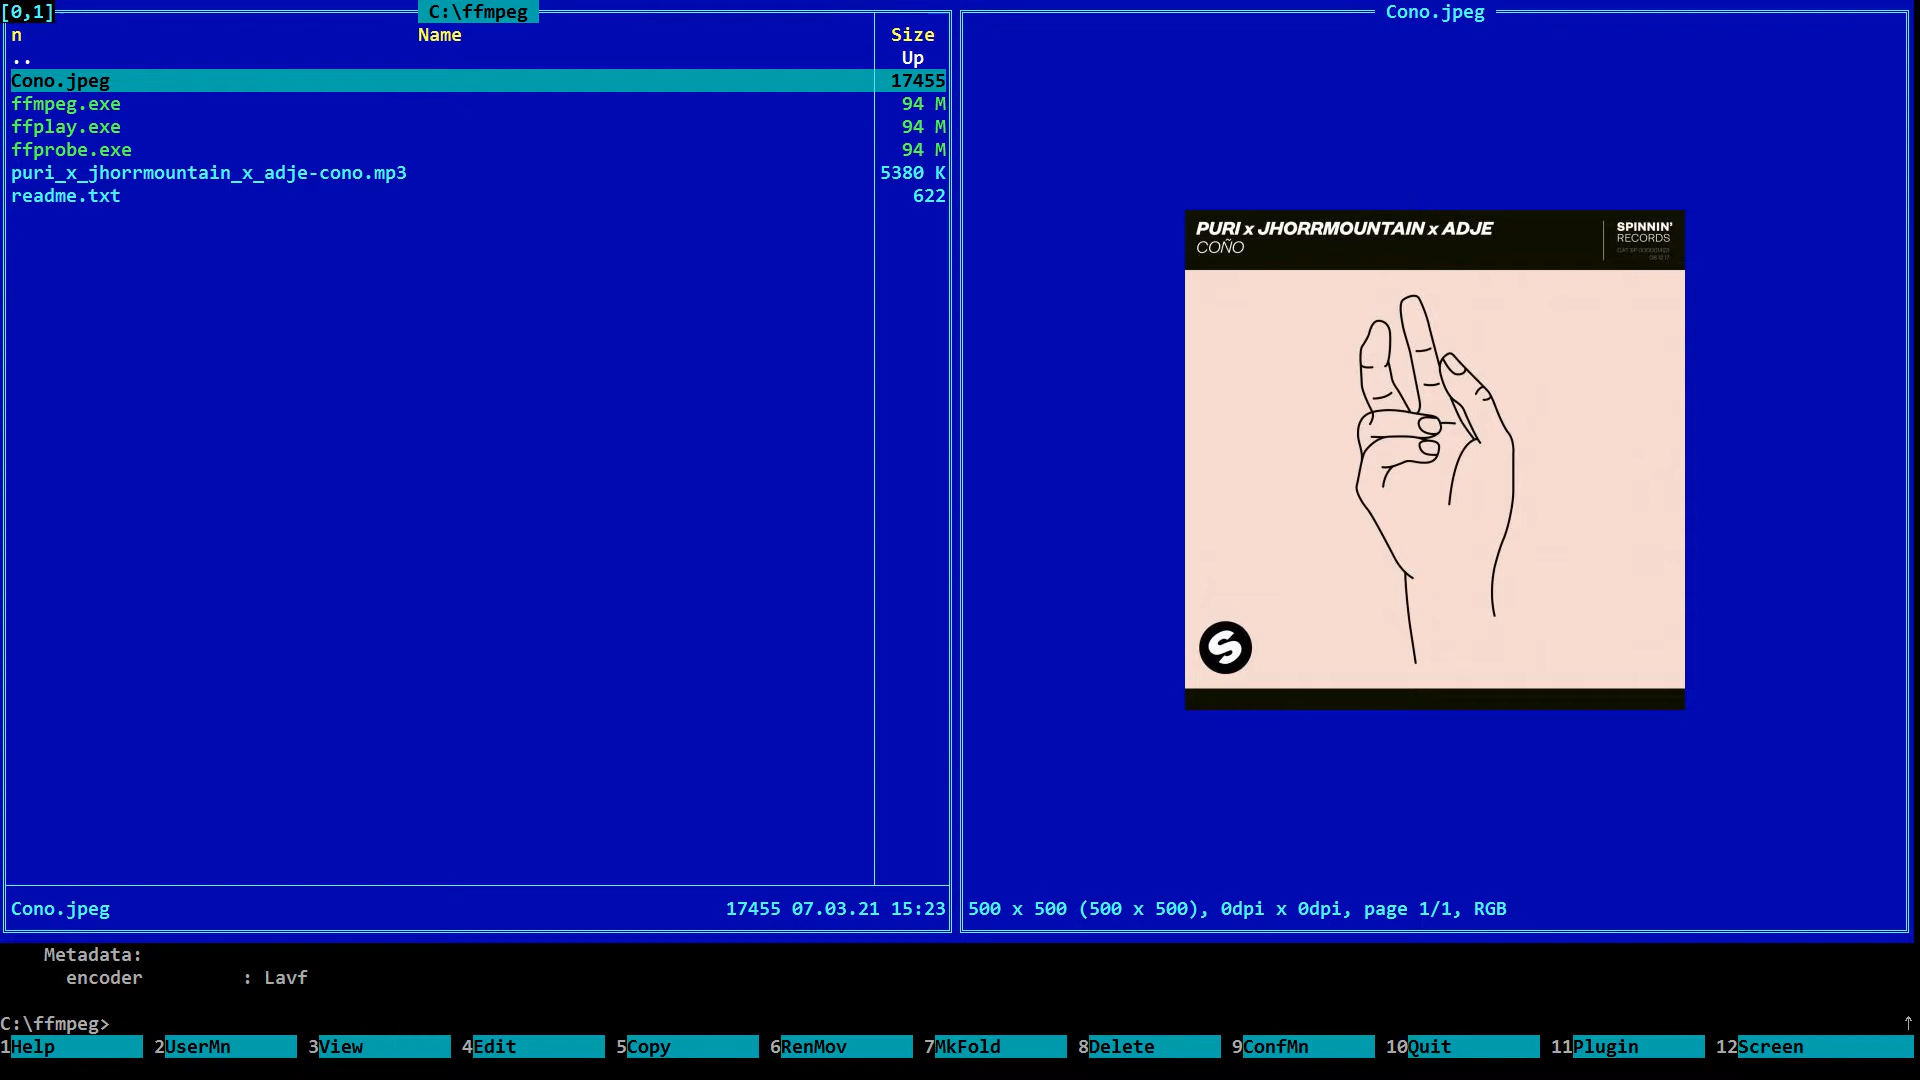 [0,1]
C:\ffmpeg
n Name Size
.. Up
Cono.jpeg 17455
ffmpeg.exe 94 M
ffplay.exe 94 M
ffprobe.exe 94 M
puri_x_jhorrmountain_x_adje-cono.mp3 5380 K
readme.txt 622
Cono.jpeg 17455 07.03.21 15:23
Cono.jpeg
PURI x JHORRMOUNTAIN x ADJE
COÑO
SPINNIN'
RECORDS
S
500 x 500 (500 x 500), 0dpi x 0dpi, page 1/1, RGB
Metadata:
encoder : Lavf
C:\ffmpeg>
1Help 2UserMn 3View 4Edit 5Copy 6RenMov 7MkFold 8Delete 9ConfMn 10Quit 11Plugin 12Screen